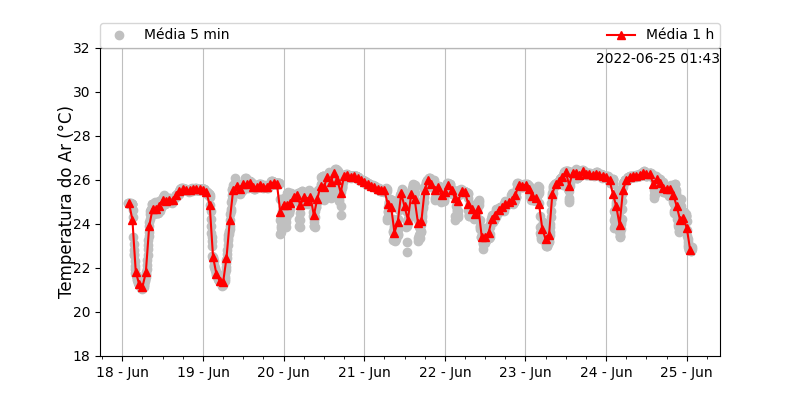 Média 5 min
Média 1 h
2022-06-25 01:43
Temperatura do Ar (°C)
32
30
28
26
24
22
20
18
18 - Jun
19 - Jun
20 - Jun
21 - Jun
22 - Jun
23 - Jun
24 - Jun
25 - Jun